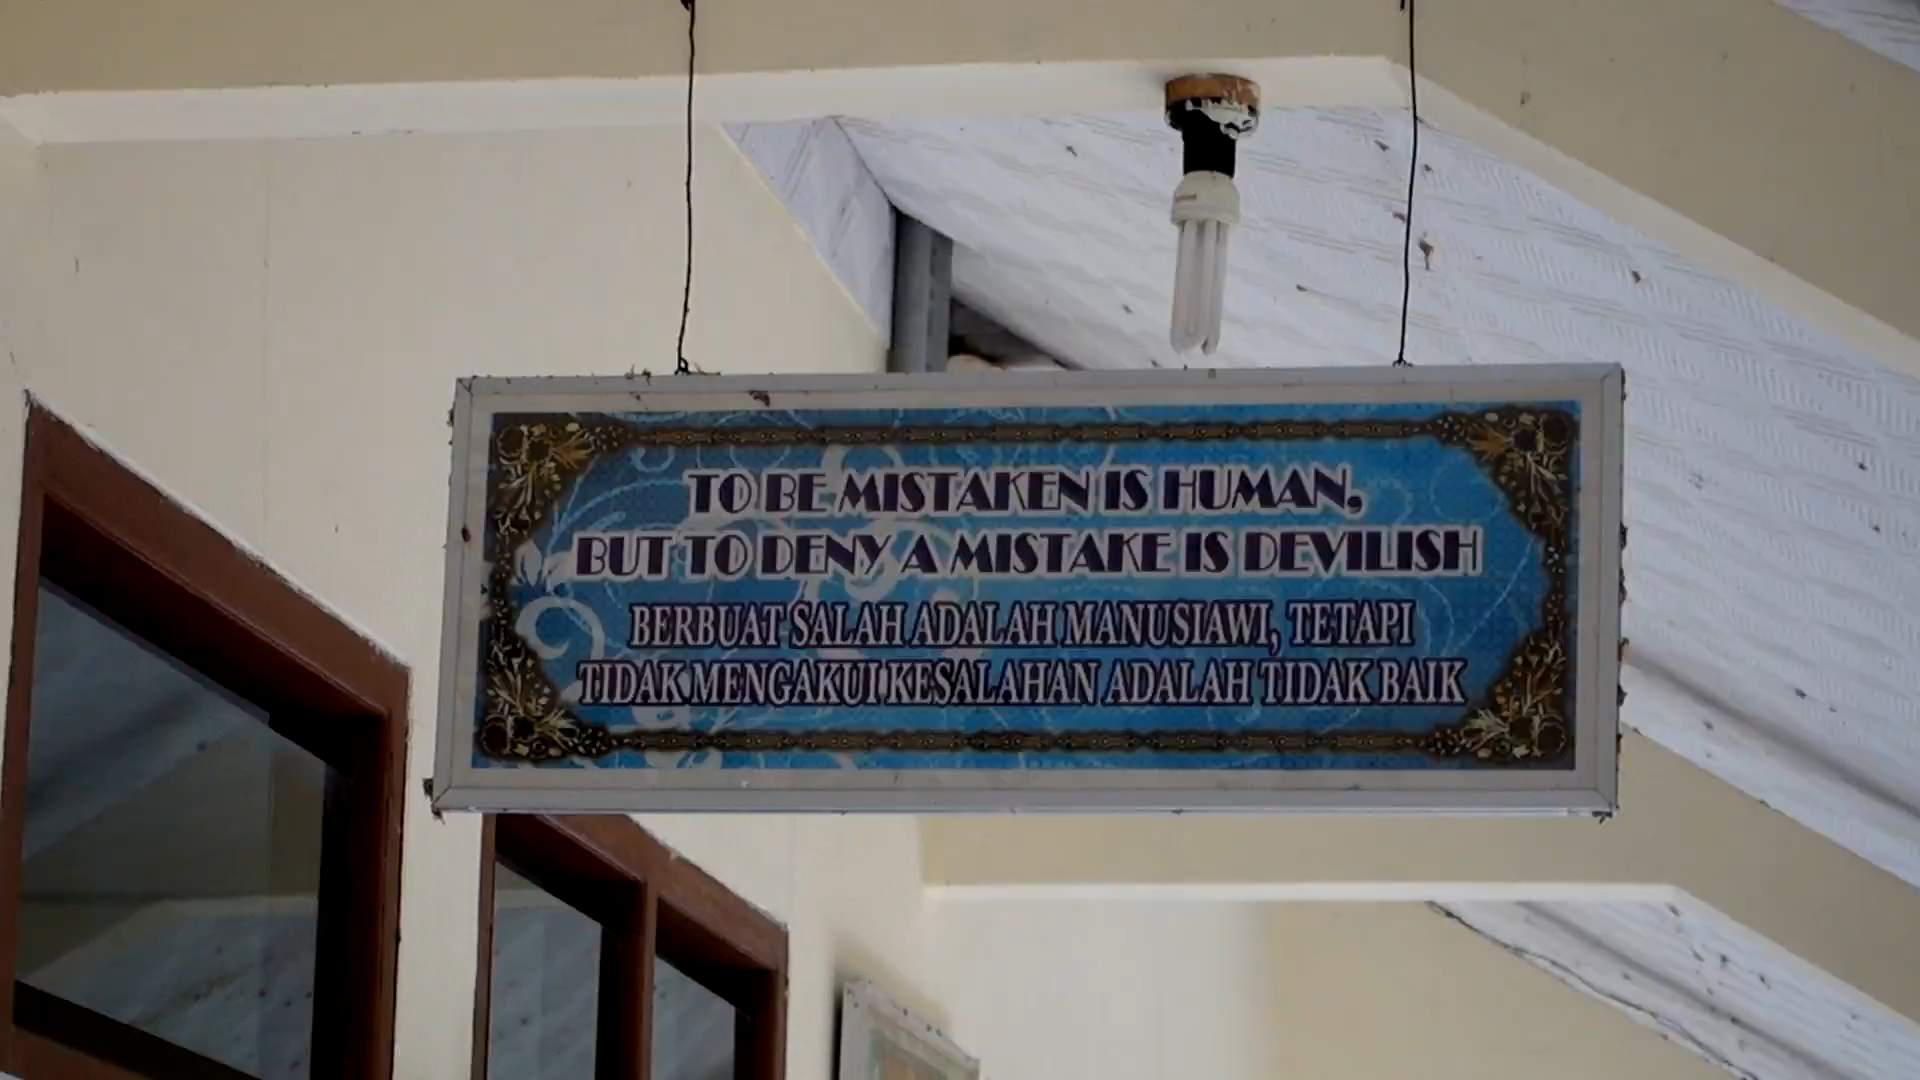 TO BE MISTAKEN IS HUMAN,
BUT TO DENY A MISTAKE IS DEVILISH
BERBUAT SALAH ADALAH MANUSIAWI, TETAPI
TIDAK MENGAKUI KESALAHAN ADALAH TIDAK BAIK